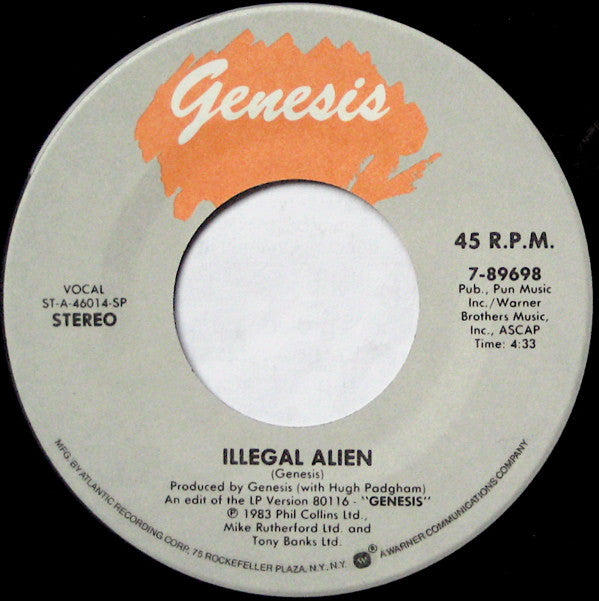 Genesis
45 R.P.M.
7-89698
Pub., Pun Music
Inc./Warner
Brothers Music,
Inc., ASCAP
Time: 4:33
VOCAL
ST-A-46014-SP
STEREO
ILLEGAL ALIEN
(Genesis)
Produced by Genesis (with Hugh Padgham)
An edit of the LP Version 80116 - "GENESIS"
℗ 1983 Phil Collins Ltd.,
Mike Rutherford Ltd. and
Tony Banks Ltd.
MFG. BY ATLANTIC RECORDING CORP., 75 ROCKEFELLER PLAZA, N.Y., N.Y. ® A WARNER COMMUNICATIONS COMPANY